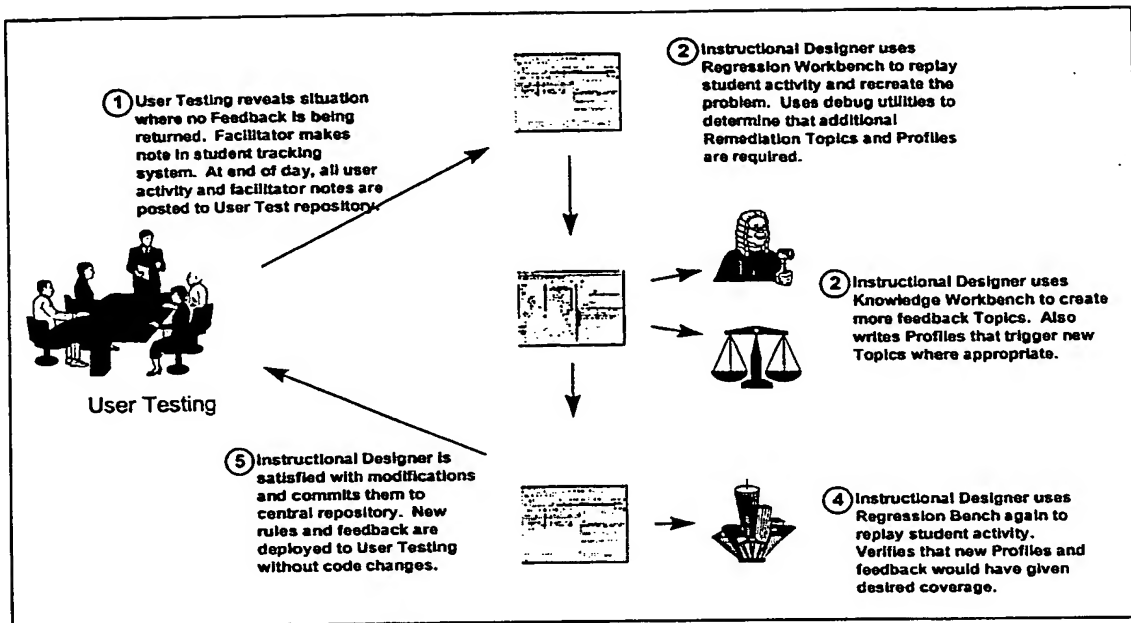 1 User Testing reveals situation
where no Feedback is being
returned. Facilitator makes
note in student tracking
system. At end of day, all user
activity and facilitator notes are
posted to User Test repository.
2 Instructional Designer uses
Regression Workbench to replay
student activity and recreate the
problem. Uses debug utilities to
determine that additional
Remediation Topics and Profiles
are required.
2 Instructional Designer uses
Knowledge Workbench to create
more feedback Topics. Also
writes Profiles that trigger new
Topics where appropriate.
User Testing
5 Instructional Designer is
satisfied with modifications
and commits them to
central repository. New
rules and feedback are
deployed to User Testing
without code changes.
4 Instructional Designer uses
Regression Bench again to
replay student activity.
Verifies that new Profiles and
feedback would have given
desired coverage.